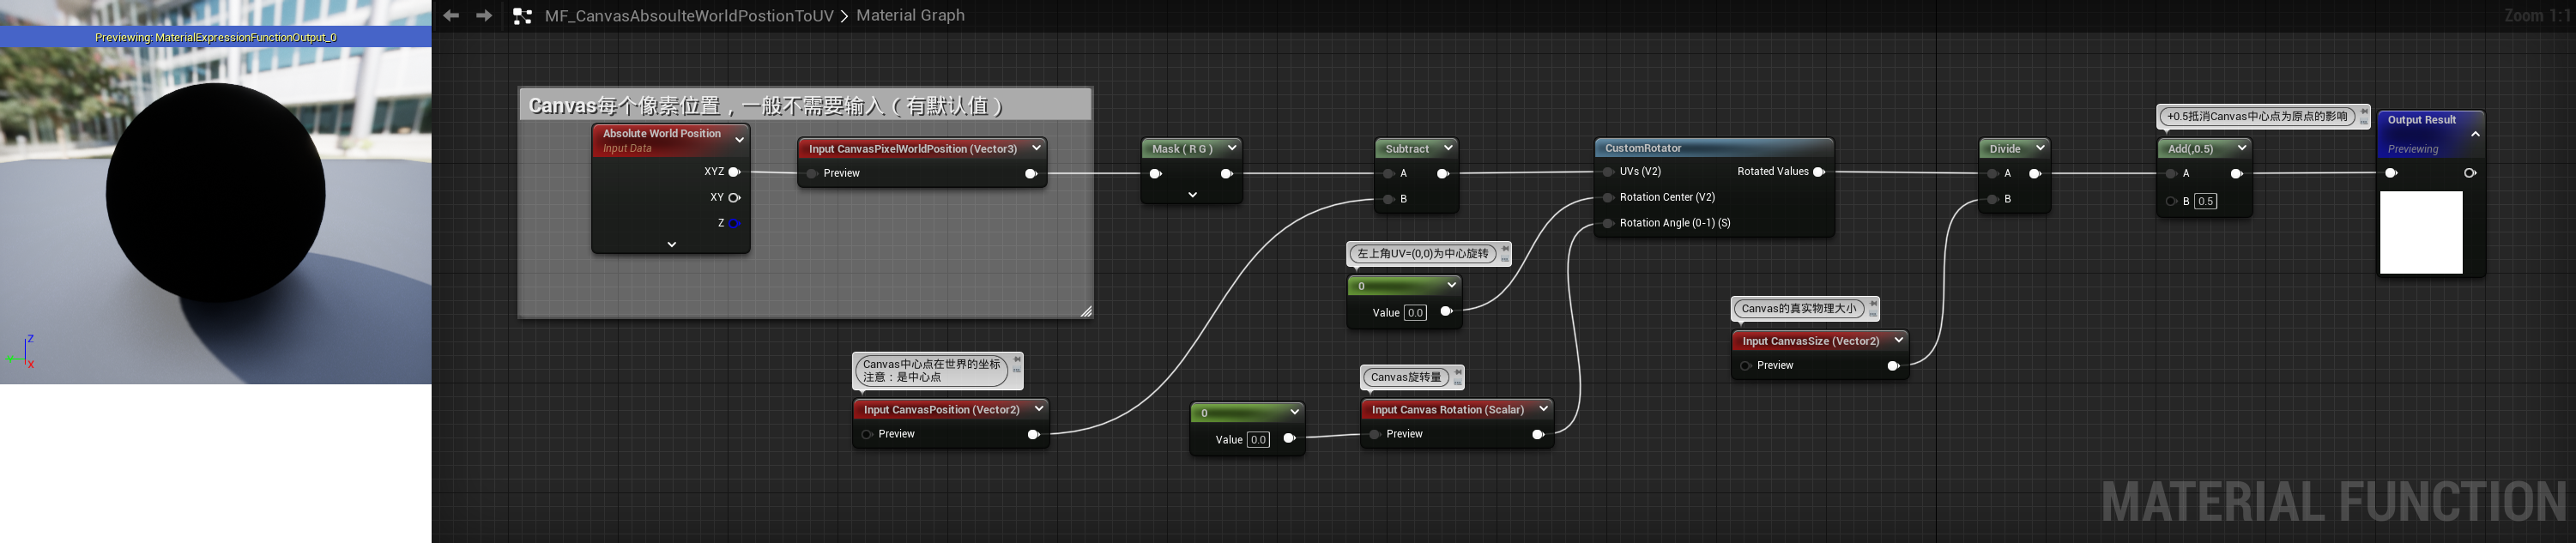 Previewing: MaterialExpressionFunctionOutput_0
Z
Y
X
MF_CanvasAbsoulteWorldPostionToUV > Material Graph
Zoom 1:1
Canvas每个像素位置，一般不需要输入（有默认值）
Absolute World Position
Input Data
XYZ
XY
Z
Input CanvasPixelWorldPosition (Vector3)
Preview
Mask ( R G )
Subtract
A
B
CustomRotator
UVs (V2)
Rotated Values
Rotation Center (V2)
Rotation Angle (0-1) (S)
Divide
A
B
+0.5抵消Canvas中心点为原点的影响
Add(,0.5)
A
B 0.5
Output Result
Previewing
左上角UV=(0,0)为中心旋转
0
Value 0.0
Canvas的真实物理大小
Input CanvasSize (Vector2)
Preview
Canvas中心点在世界的坐标
注意：是中心点
Input CanvasPosition (Vector2)
Preview
0
Value 0.0
Canvas旋转量
Input Canvas Rotation (Scalar)
Preview
MATERIAL FUNCTION